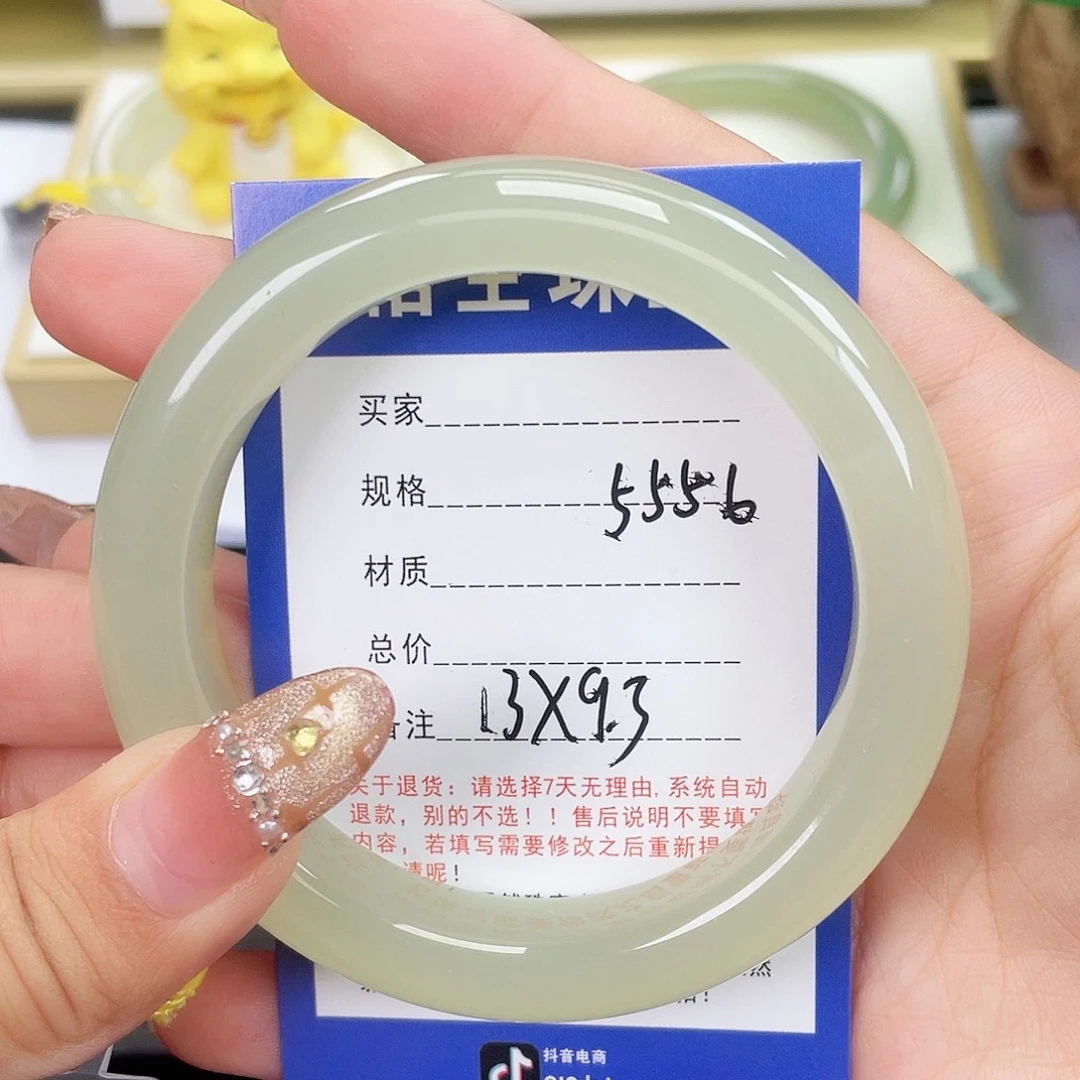 买家
规格 5556
材质
总价
备注 13X9.3
关于退货：请选择7天无理由,系统自动
退款，别的不选！！售后说明不要填写
内容，若填写需要修改之后重新提
请呢！
抖音电商